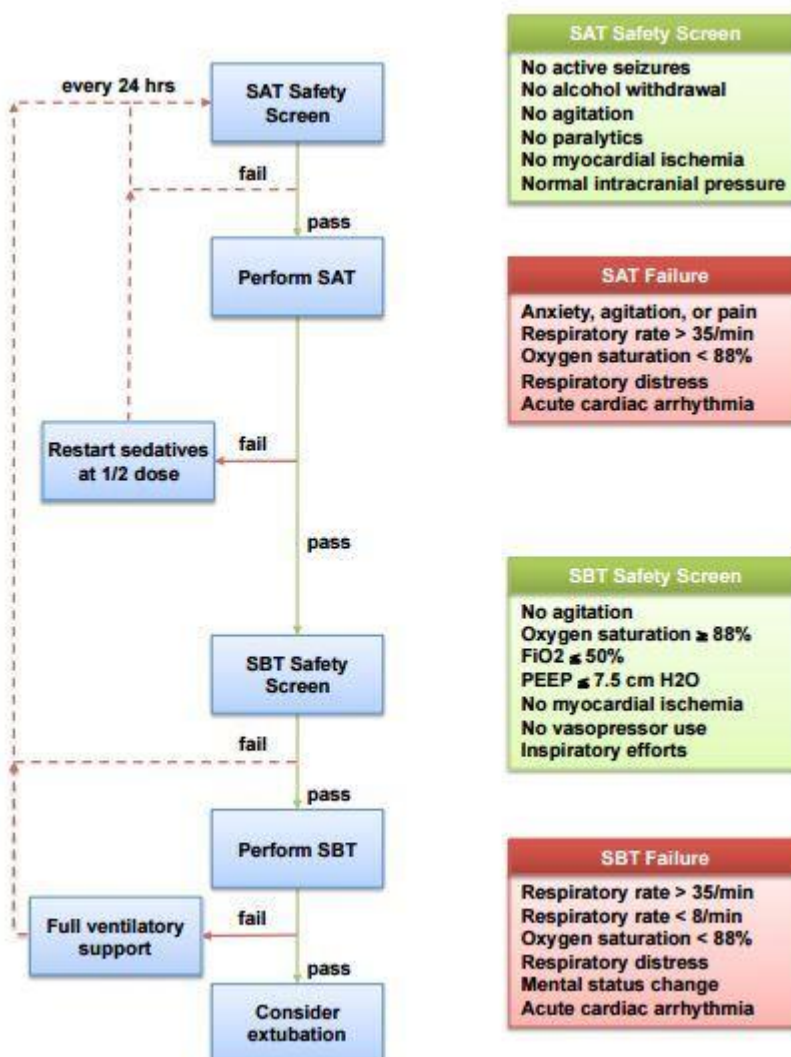 every 24 hrs
SAT Safety
Screen
fail
pass
Perform SAT
Restart sedatives
at 1/2 dose
fail
pass
SBT Safety
Screen
fail
pass
Perform SBT
Full ventilatory
support
fail
pass
Consider
extubation
SAT Safety Screen
No active seizures
No alcohol withdrawal
No agitation
No paralytics
No myocardial ischemia
Normal intracranial pressure
SAT Failure
Anxiety, agitation, or pain
Respiratory rate > 35/min
Oxygen saturation < 88%
Respiratory distress
Acute cardiac arrhythmia
SBT Safety Screen
No agitation
Oxygen saturation ≥ 88%
FiO2 ≤ 50%
PEEP ≤ 7.5 cm H2O
No myocardial ischemia
No vasopressor use
Inspiratory efforts
SBT Failure
Respiratory rate > 35/min
Respiratory rate < 8/min
Oxygen saturation < 88%
Respiratory distress
Mental status change
Acute cardiac arrhythmia